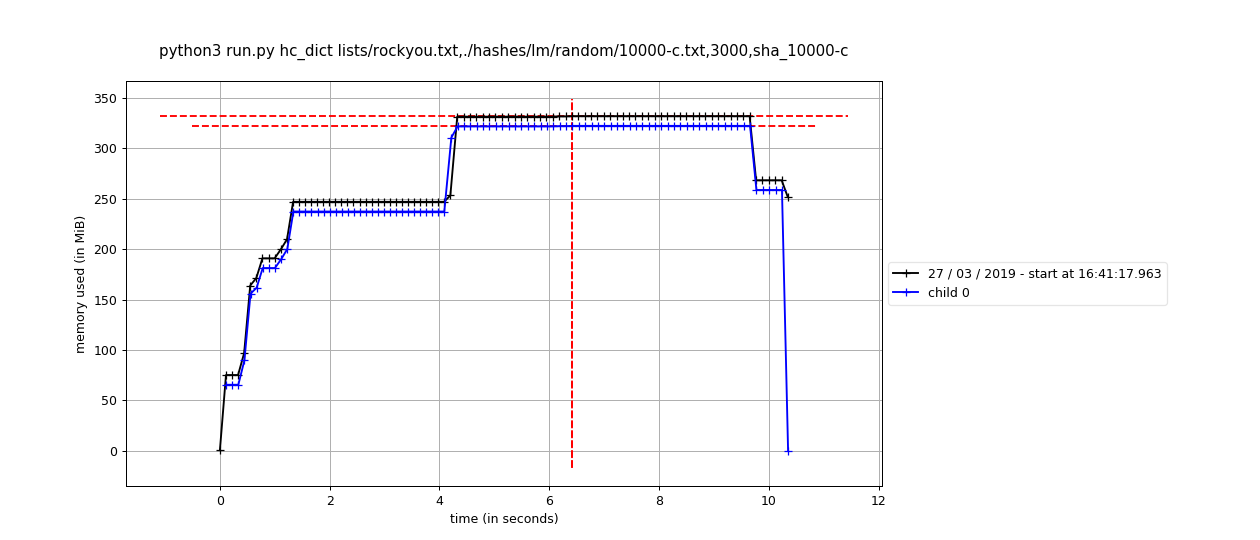 python3 run.py hc_dict lists/rockyou.txt,./hashes/lm/random/10000-c.txt,3000,sha_10000-c
350
300
250
200
150
100
50
0
memory used (in MiB)
0 2 4 6 8 10 12
time (in seconds)
27 / 03 / 2019 - start at 16:41:17.963
child 0